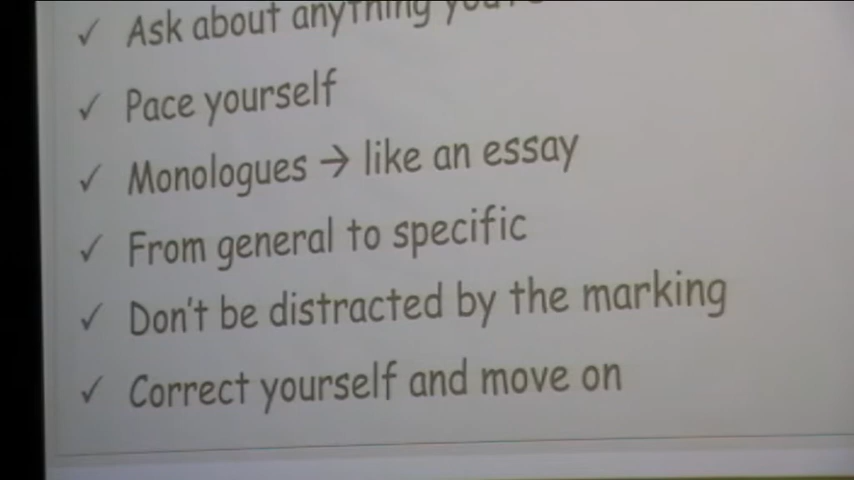 ✓ Ask about anything
✓ Pace yourself
✓ Monologues → like an essay
✓ From general to specific
✓ Don't be distracted by the marking
✓ Correct yourself and move on